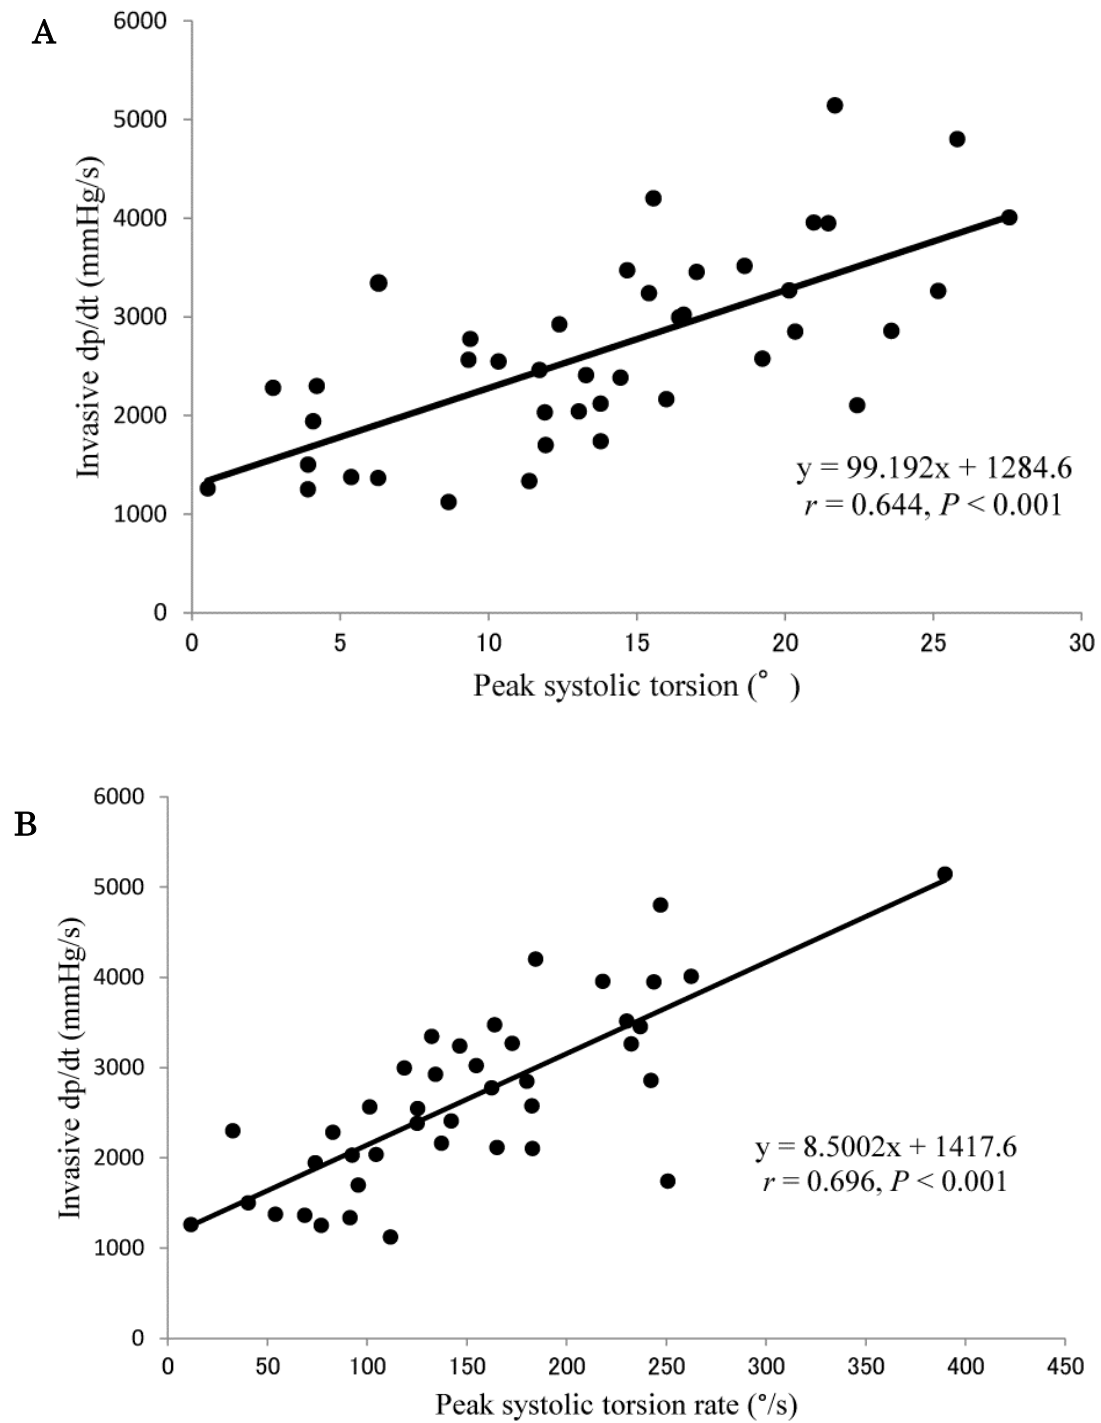 A
6000
5000
4000
3000
2000
1000
0
Invasive dp/dt (mmHg/s)
y = 99.192x + 1284.6
r = 0.644, P < 0.001
0 5 10 15 20 25 30
Peak systolic torsion (° )
B
6000
5000
4000
3000
2000
1000
0
Invasive dp/dt (mmHg/s)
y = 8.5002x + 1417.6
r = 0.696, P < 0.001
0 50 100 150 200 250 300 350 400 450
Peak systolic torsion rate (°/s)